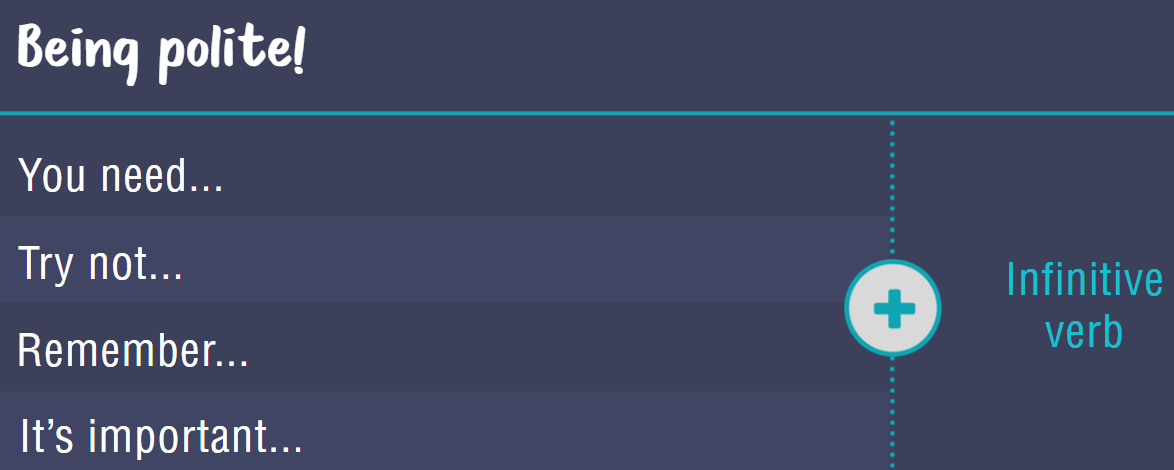 Being polite!
You need...
Try not...
Remember...
It's important...
Infinitive
verb